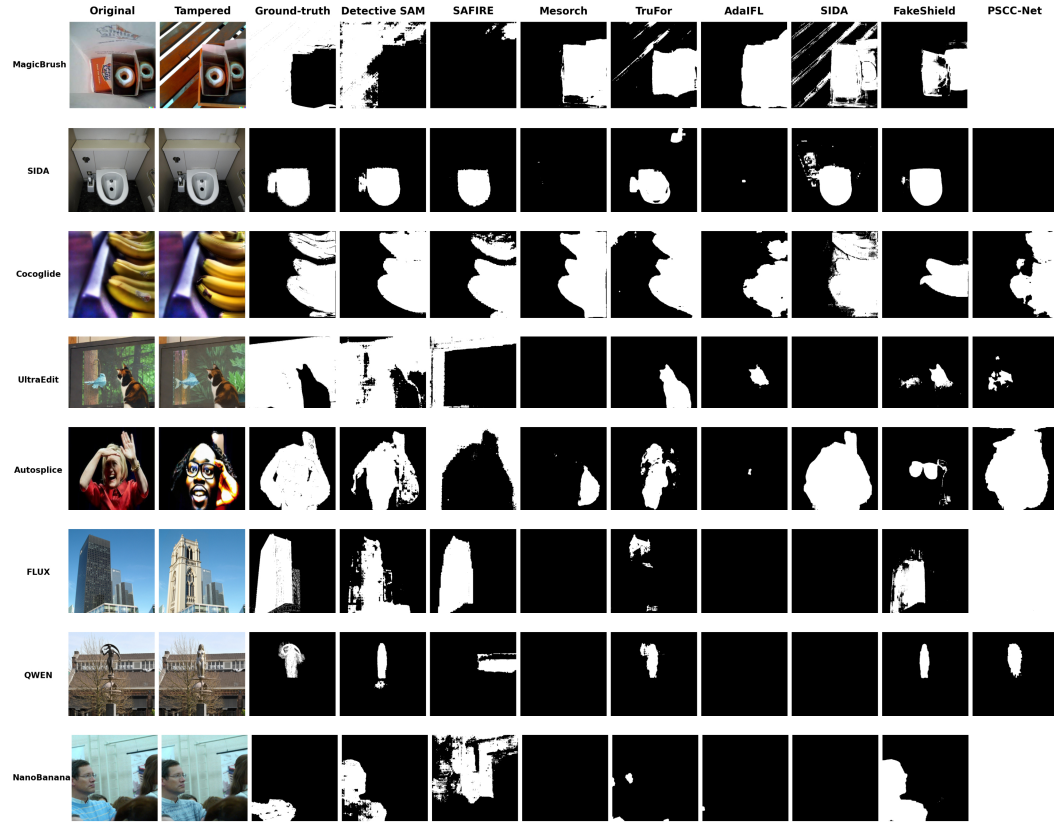 Original Tampered Ground-truth Detective SAM SAFIRE Mesorch TruFor AdaIFL SIDA FakeShield PSCC-Net
MagicBrush
SIDA
Cocoglide
UltraEdit
Autosplice
FLUX
QWEN
NanoBanana